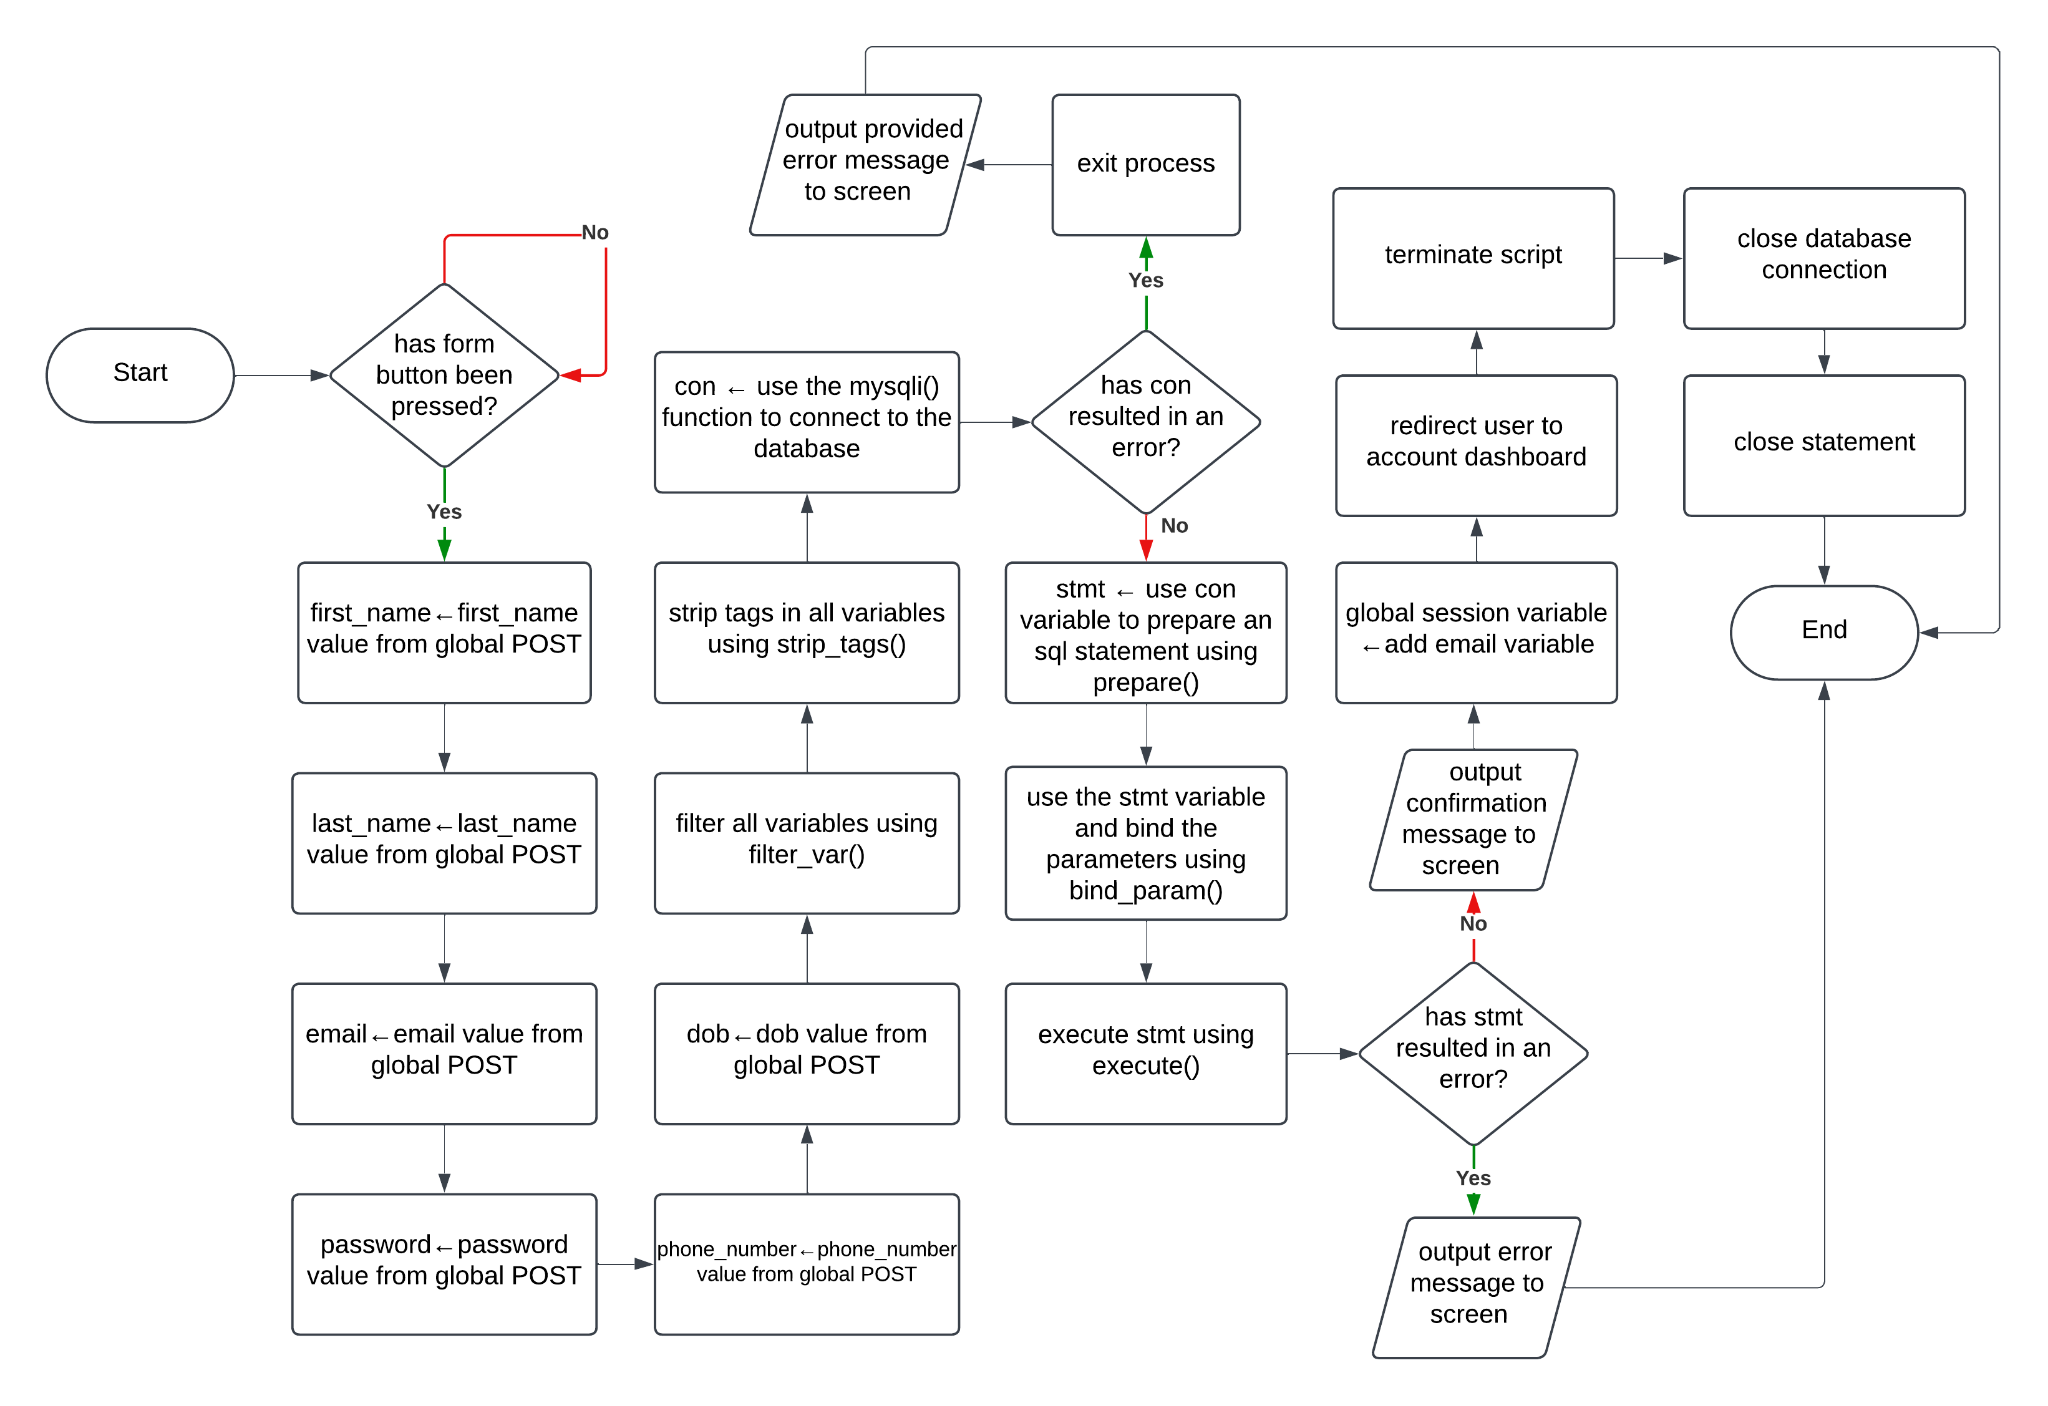 Start
has form
button been
pressed?
No
Yes
first_name←first_name
value from global POST
last_name←last_name
value from global POST
email←email value from
global POST
password←password
value from global POST
phone_number←phone_number
value from global POST
dob←dob value from
global POST
filter all variables using
filter_var()
strip tags in all variables
using strip_tags()
con ← use the mysqli()
function to connect to the
database
has con
resulted in an
error?
Yes
exit process
output provided
error message
to screen
No
stmt ← use con
variable to prepare an
sql statement using
prepare()
use the stmt variable
and bind the
parameters using
bind_param()
execute stmt using
execute()
has stmt
resulted in an
error?
No
output
confirmation
message to
screen
global session variable
←add email variable
redirect user to
account dashboard
terminate script
close database
connection
close statement
End
Yes
output error
message to
screen